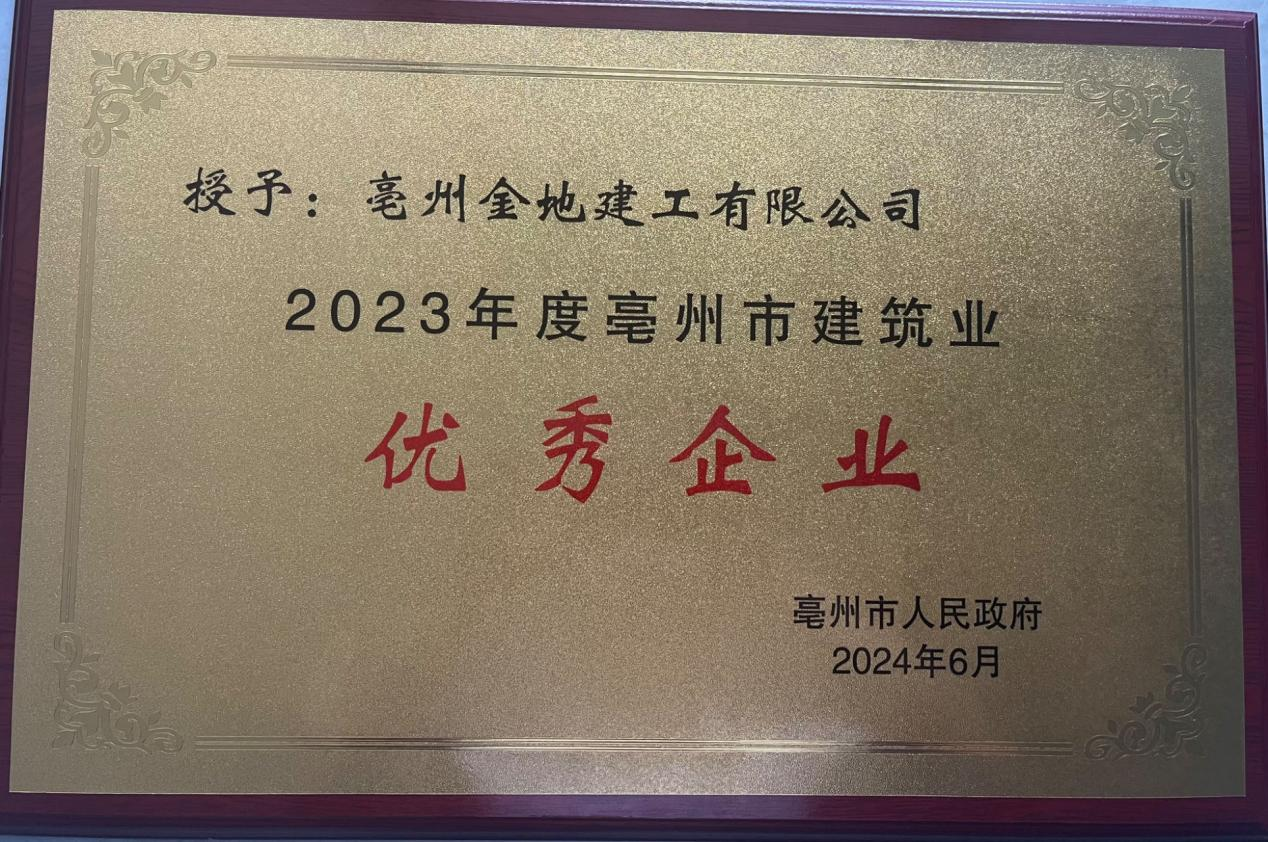 授予：亳州金地建工有限公司
2023年度亳州市建筑业
优秀企业
亳州市人民政府
2024年6月